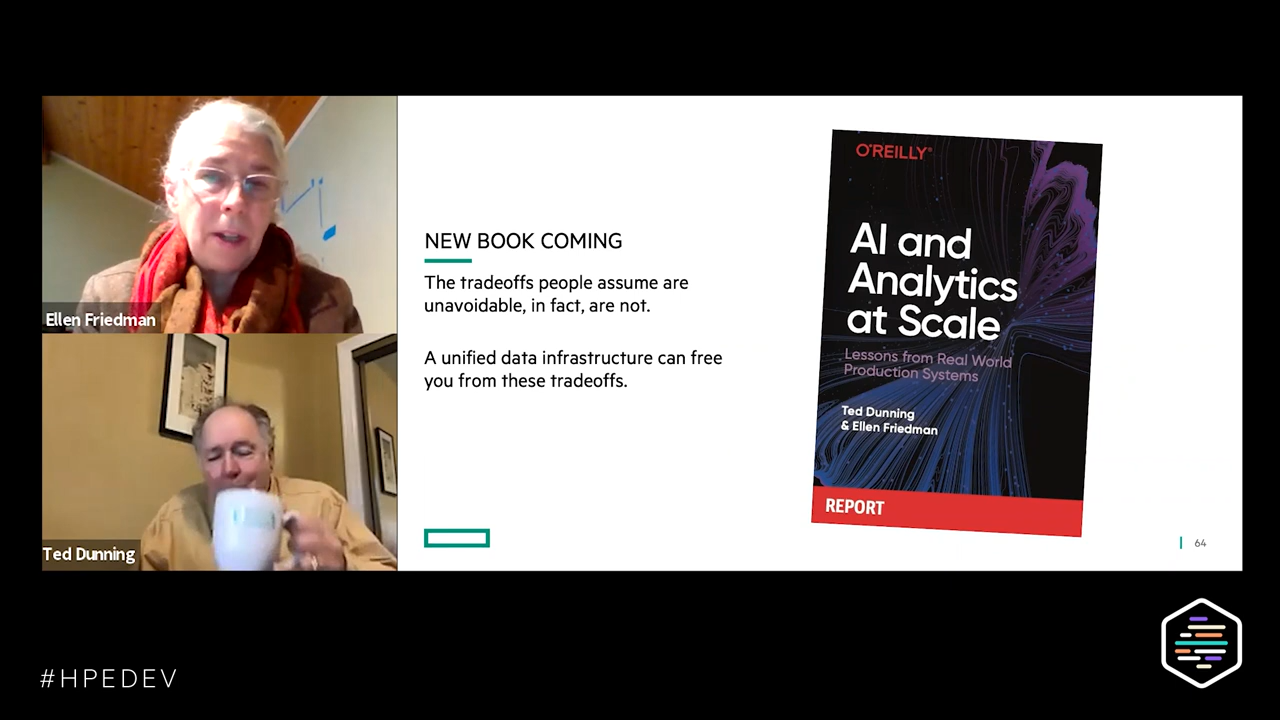 Ellen Friedman
Ted Dunning
NEW BOOK COMING
The tradeoffs people assume are
unavoidable, in fact, are not.
A unified data infrastructure can free
you from these tradeoffs.
O'REILLY®
AI and
Analytics
at Scale
Lessons from Real World
Production Systems
Ted Dunning
& Ellen Friedman
REPORT
64
#HPEDEV